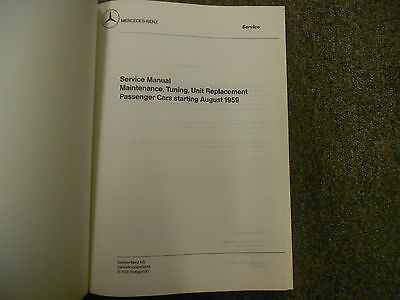 MERCEDES-BENZ
Service
Service Manual
Maintenance, Tuning, Unit Replacement
Passenger Cars starting August 1959
Daimler-Benz AG